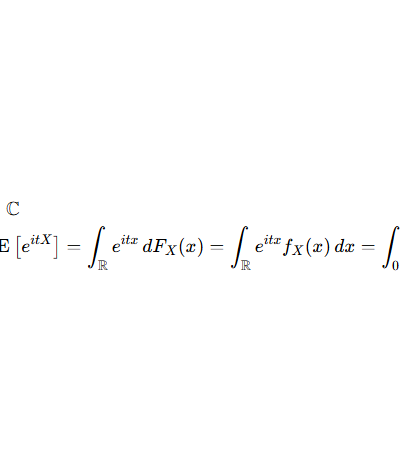 ℂ
E [e^{itX}] = ∫_ℝ e^{itx} dF_X(x) = ∫_ℝ e^{itx} f_X(x) dx = ∫_0